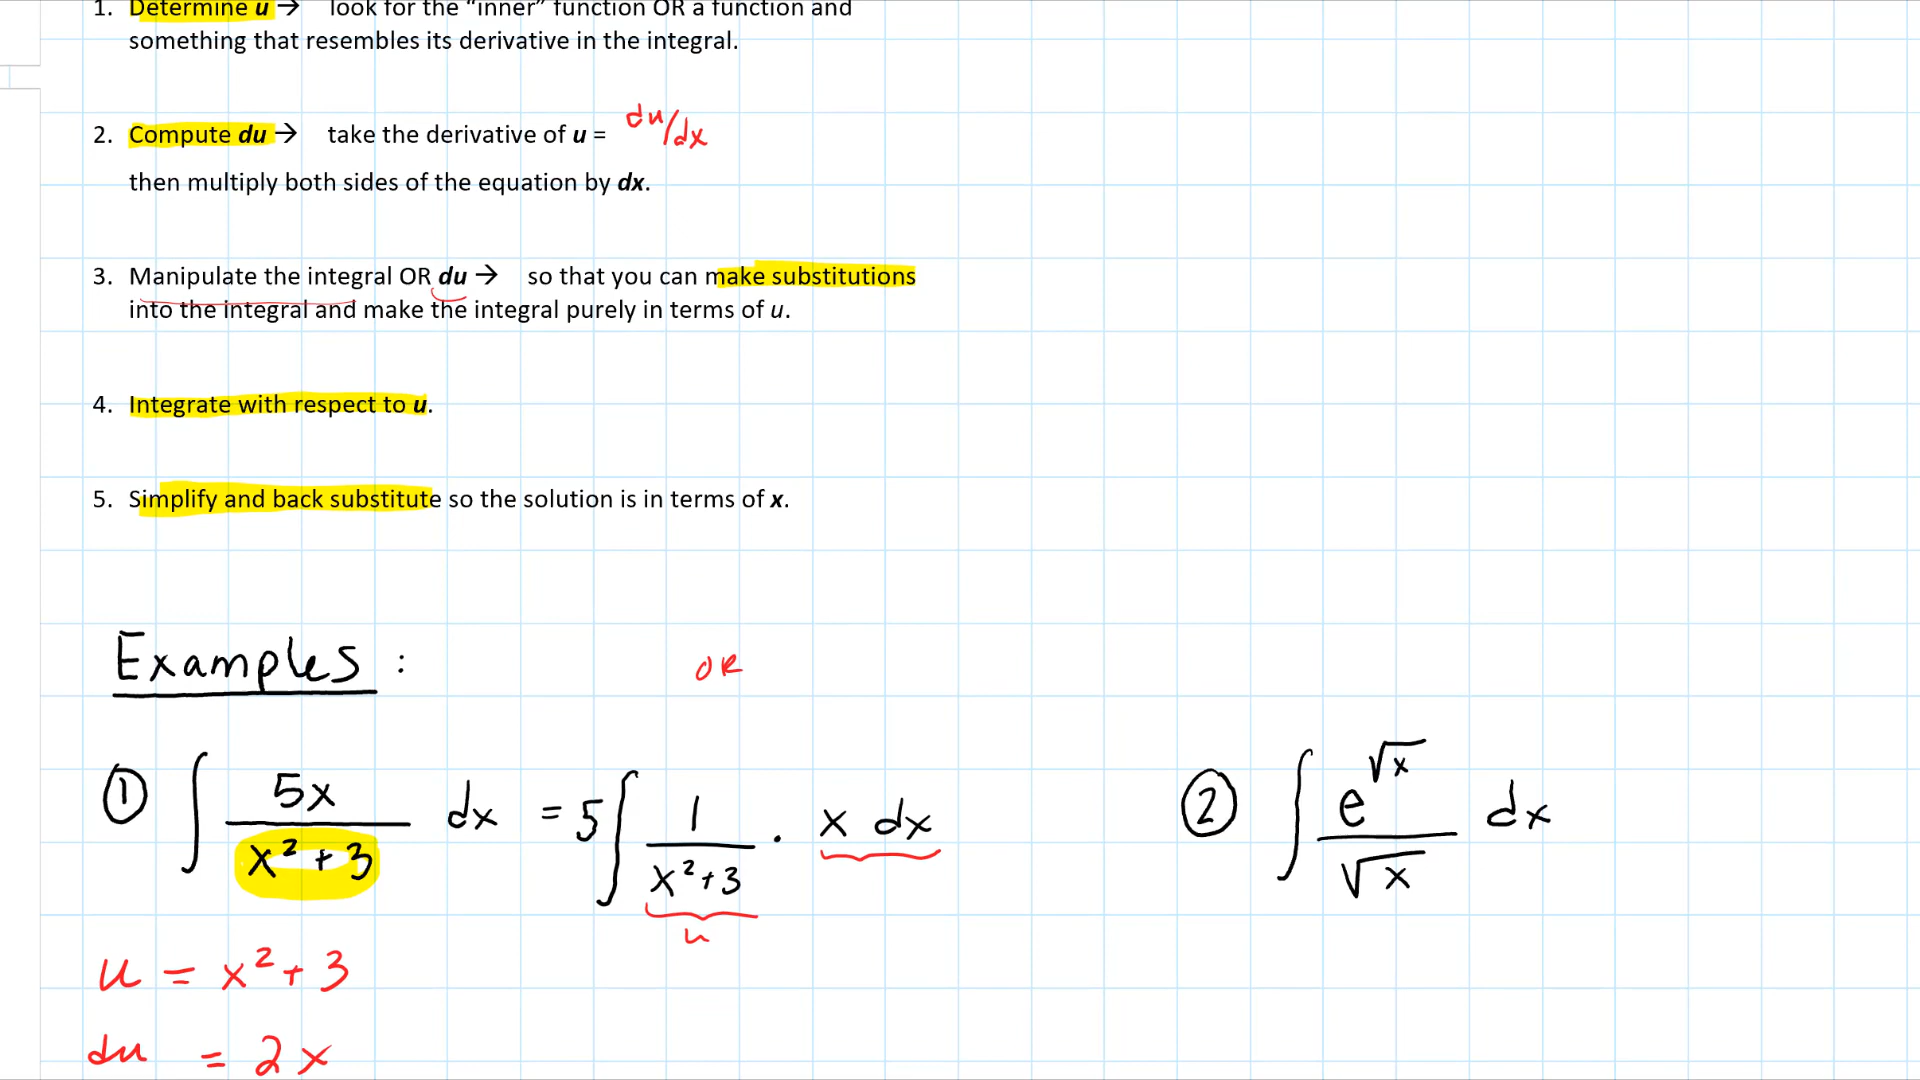 1. Determine u → look for the “inner” function OR a function and
something that resembles its derivative in the integral.
2. Compute du → take the derivative of u = du/dx
then multiply both sides of the equation by dx.
3. Manipulate the integral OR du → so that you can make substitutions
into the integral and make the integral purely in terms of u.
4. Integrate with respect to u.
5. Simplify and back substitute so the solution is in terms of x.
Examples :
OR
① ∫ 5x / (x² + 3) dx = 5 ∫ 1 / (x² + 3) · x dx
u
② ∫ e^√x / √x dx
u = x² + 3
du = 2x